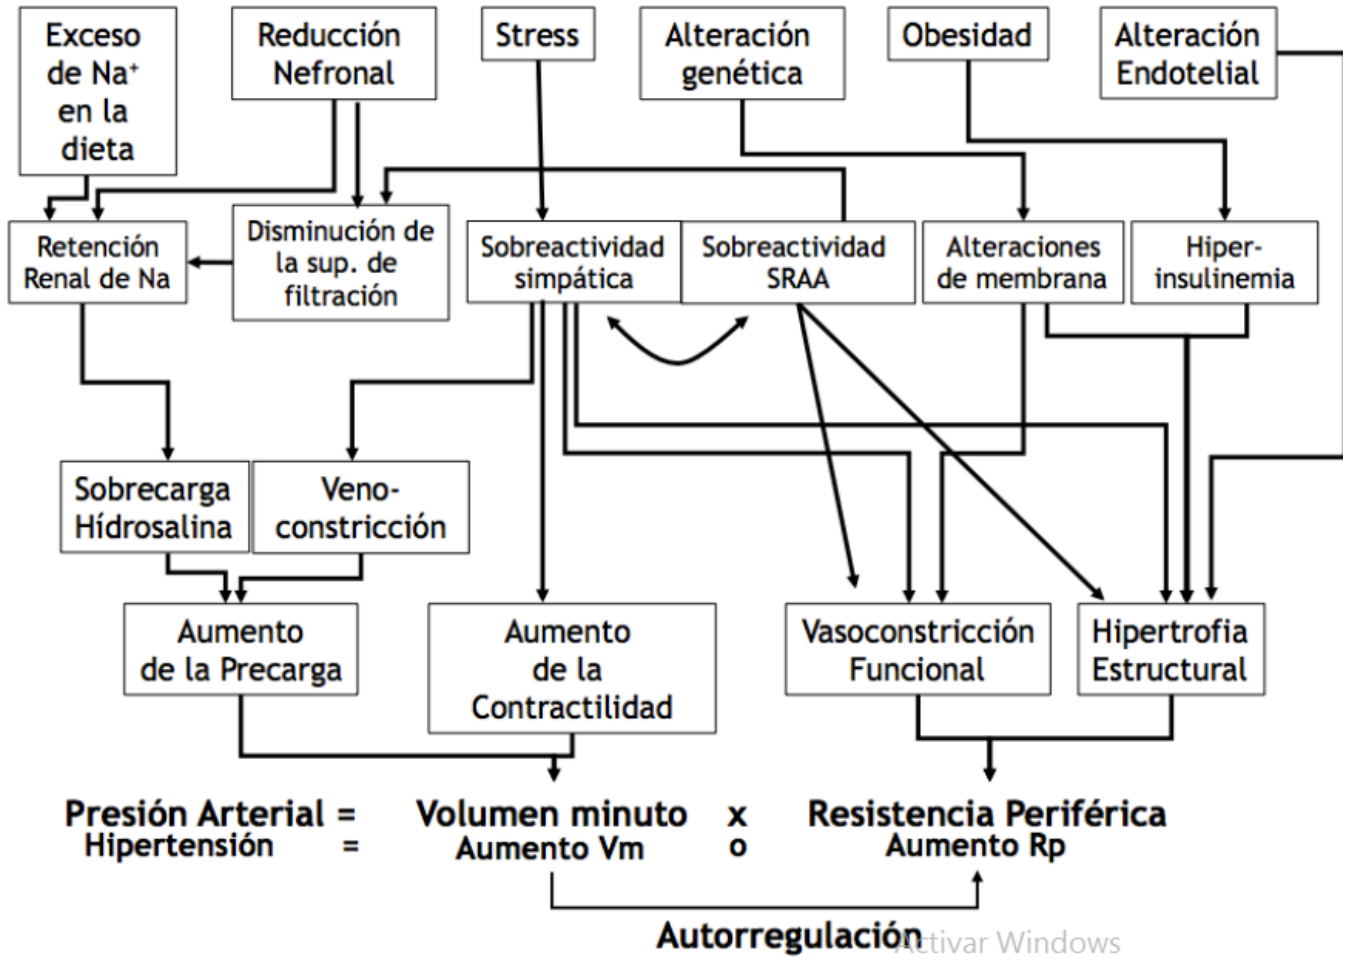 Exceso
de Na⁺
en la
dieta
Reducción
Nefronal
Stress
Alteración
genética
Obesidad
Alteración
Endotelial
Retención
Renal de Na
Disminución de
la sup. de
filtración
Sobreactividad
simpática
Sobreactividad
SRAA
Alteraciones
de membrana
Hiper-
insulinemia
Sobrecarga
Hídrosalina
Veno-
constricción
Aumento
de la Precarga
Aumento
de la
Contractilidad
Vasoconstricción
Funcional
Hipertrofia
Estructural
Presión Arterial = Volumen minuto x Resistencia Periférica
Hipertensión = Aumento Vm o Aumento Rp
Autorregulación
Activar Windows